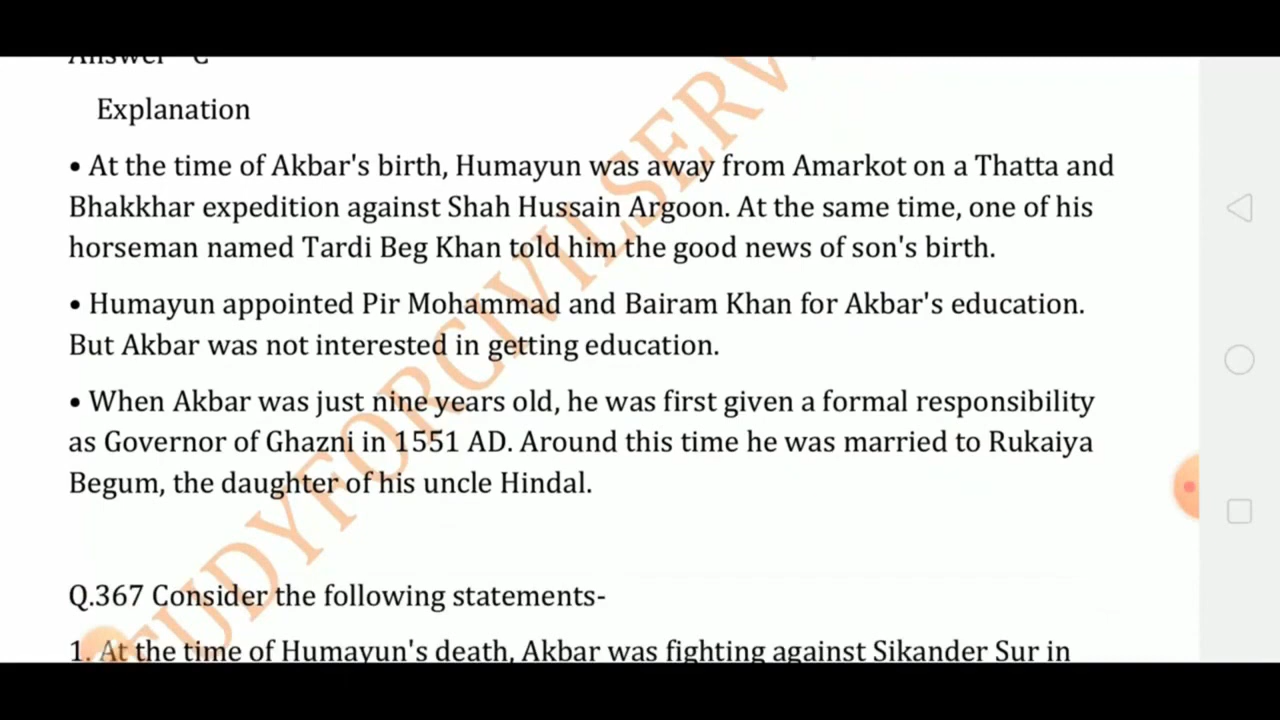 Answer - C
Explanation
• At the time of Akbar's birth, Humayun was away from Amarkot on a Thatta and
Bhakkhar expedition against Shah Hussain Argoon. At the same time, one of his
horseman named Tardi Beg Khan told him the good news of son's birth.
• Humayun appointed Pir Mohammad and Bairam Khan for Akbar's education.
But Akbar was not interested in getting education.
• When Akbar was just nine years old, he was first given a formal responsibility
as Governor of Ghazni in 1551 AD. Around this time he was married to Rukaiya
Begum, the daughter of his uncle Hindal.
Q.367 Consider the following statements-
1. At the time of Humayun's death, Akbar was fighting against Sikander Sur in